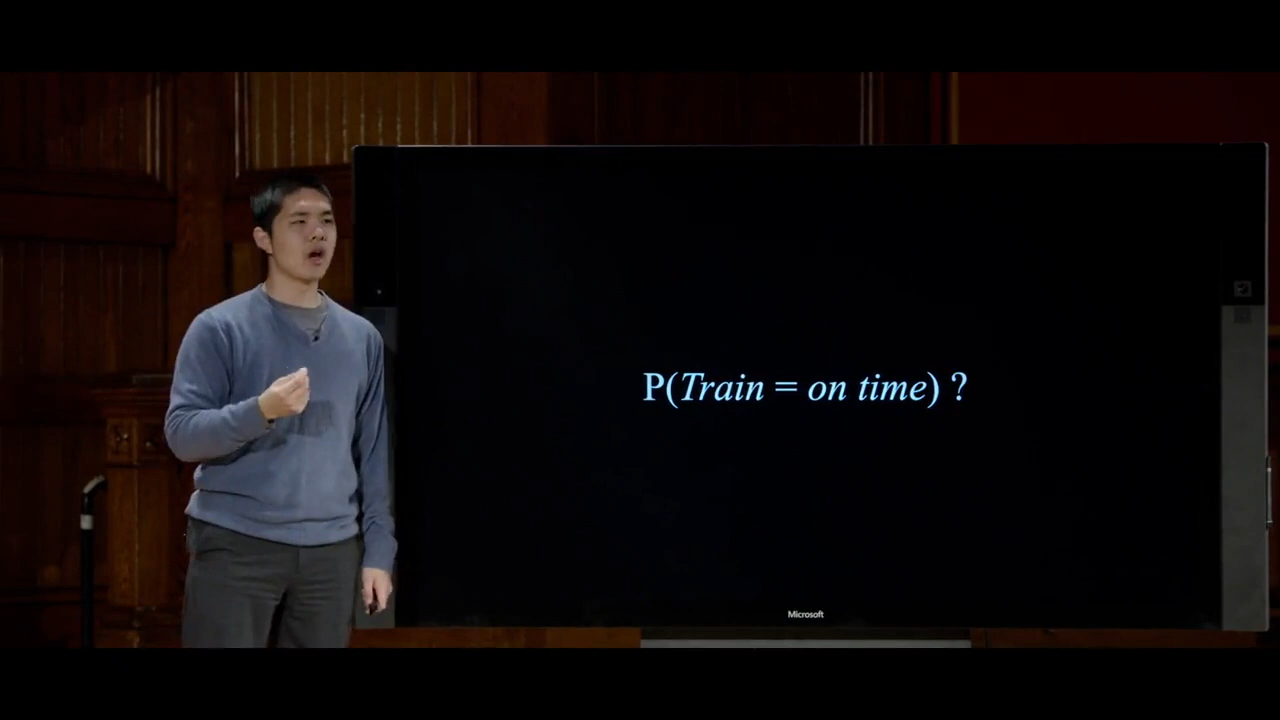 P(Train = on time) ?
Microsoft